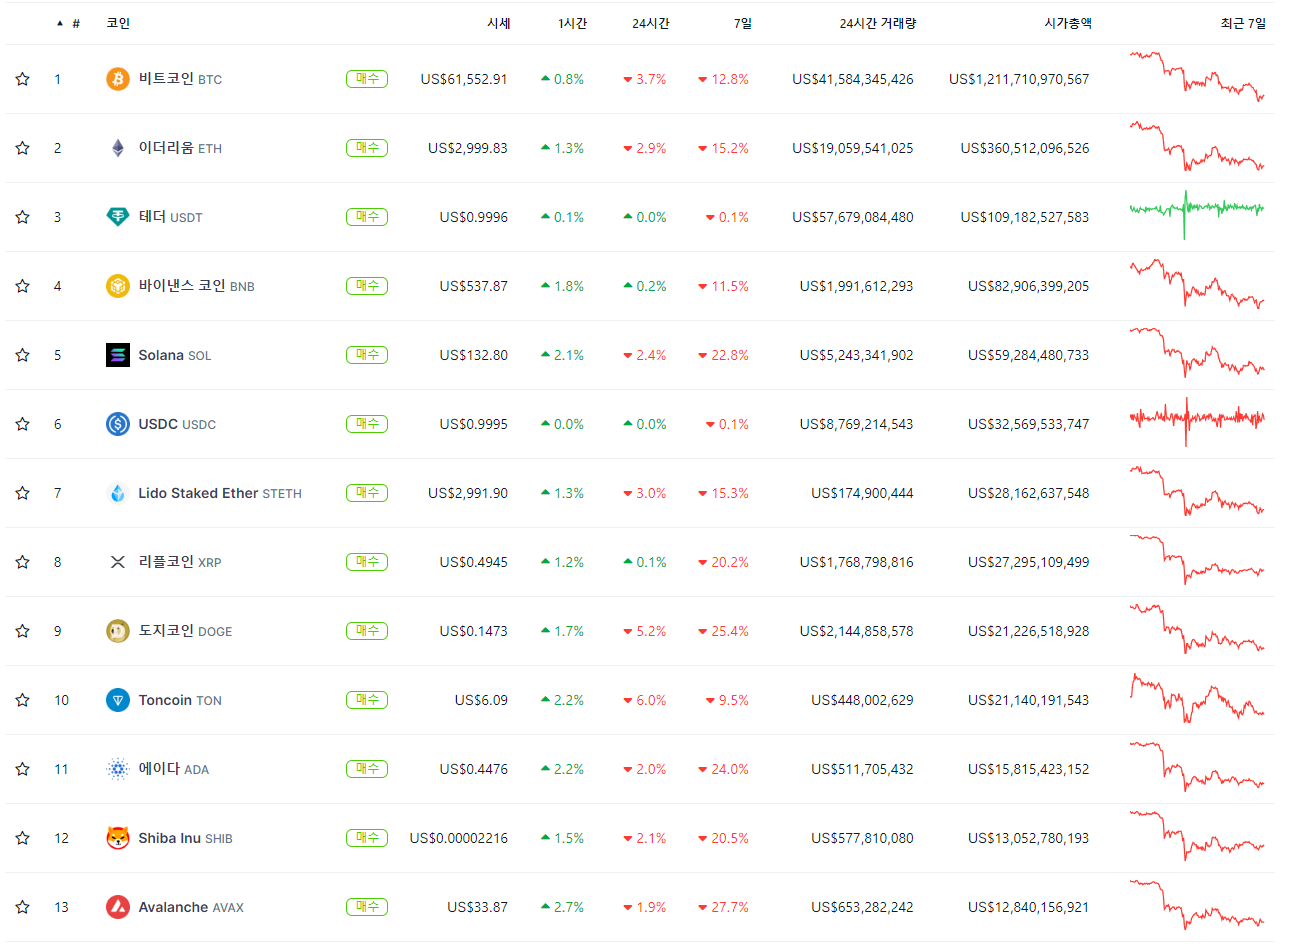 ▲ # 코인 시세 1시간 24시간 7일 24시간 거래량 시가총액 최근 7일
1 비트코인 BTC 매수 US$61,552.91 0.8% 3.7% 12.8% US$41,584,345,426 US$1,211,710,970,567
2 이더리움 ETH 매수 US$2,999.83 1.3% 2.9% 15.2% US$19,059,541,025 US$360,512,096,526
3 테더 USDT 매수 US$0.9996 0.1% 0.0% 0.1% US$57,679,084,480 US$109,182,527,583
4 바이낸스 코인 BNB 매수 US$537.87 1.8% 0.2% 11.5% US$1,991,612,293 US$82,906,399,205
5 Solana SOL 매수 US$132.80 2.1% 2.4% 22.8% US$5,243,341,902 US$59,284,480,733
6 USDC USDC 매수 US$0.9995 0.0% 0.0% 0.1% US$8,769,214,543 US$32,569,533,747
7 Lido Staked Ether STETH 매수 US$2,991.90 1.3% 3.0% 15.3% US$174,900,444 US$28,162,637,548
8 리플코인 XRP 매수 US$0.4945 1.2% 0.1% 20.2% US$1,768,798,816 US$27,295,109,499
9 도지코인 DOGE 매수 US$0.1473 1.7% 5.2% 25.4% US$2,144,858,578 US$21,226,518,928
10 Toncoin TON 매수 US$6.09 2.2% 6.0% 9.5% US$448,002,629 US$21,140,191,543
11 에이다 ADA 매수 US$0.4476 2.2% 2.0% 24.0% US$511,705,432 US$15,815,423,152
12 Shiba Inu SHIB 매수 US$0.00002216 1.5% 2.1% 20.5% US$577,810,080 US$13,052,780,193
13 Avalanche AVAX 매수 US$33.87 2.7% 1.9% 27.7% US$653,282,242 US$12,840,156,921